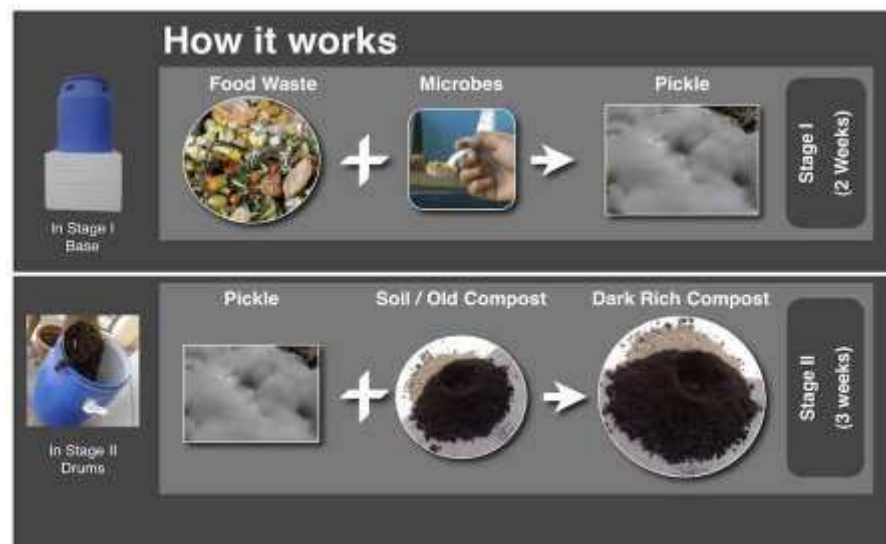 How it works
Food Waste
Microbes
Pickle
Stage I
(2 Weeks)
In Stage I
Base
Pickle
Soil / Old Compost
Dark Rich Compost
Stage II
(3 weeks)
In Stage II
Drums